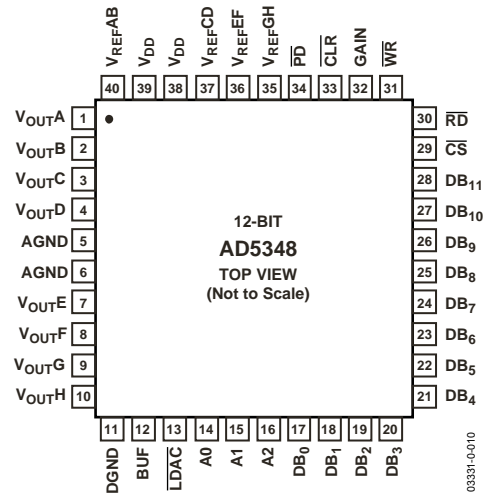 VREFAB
VDD
VDD
VREFCD
VREFEF
VREFGH
PD
CLR
GAIN
WR
40 39 38 37 36 35 34 33 32 31
VOUTA 1
VOUTB 2
VOUTC 3
VOUTD 4
AGND 5
AGND 6
VOUTE 7
VOUTF 8
VOUTG 9
VOUTH 10
12-BIT
AD5348
TOP VIEW
(Not to Scale)
30 RD
29 CS
28 DB11
27 DB10
26 DB9
25 DB8
24 DB7
23 DB6
22 DB5
21 DB4
11 12 13 14 15 16 17 18 19 20
DGND
BUF
LDAC
A0
A1
A2
DB0
DB1
DB2
DB3
03331-0-010